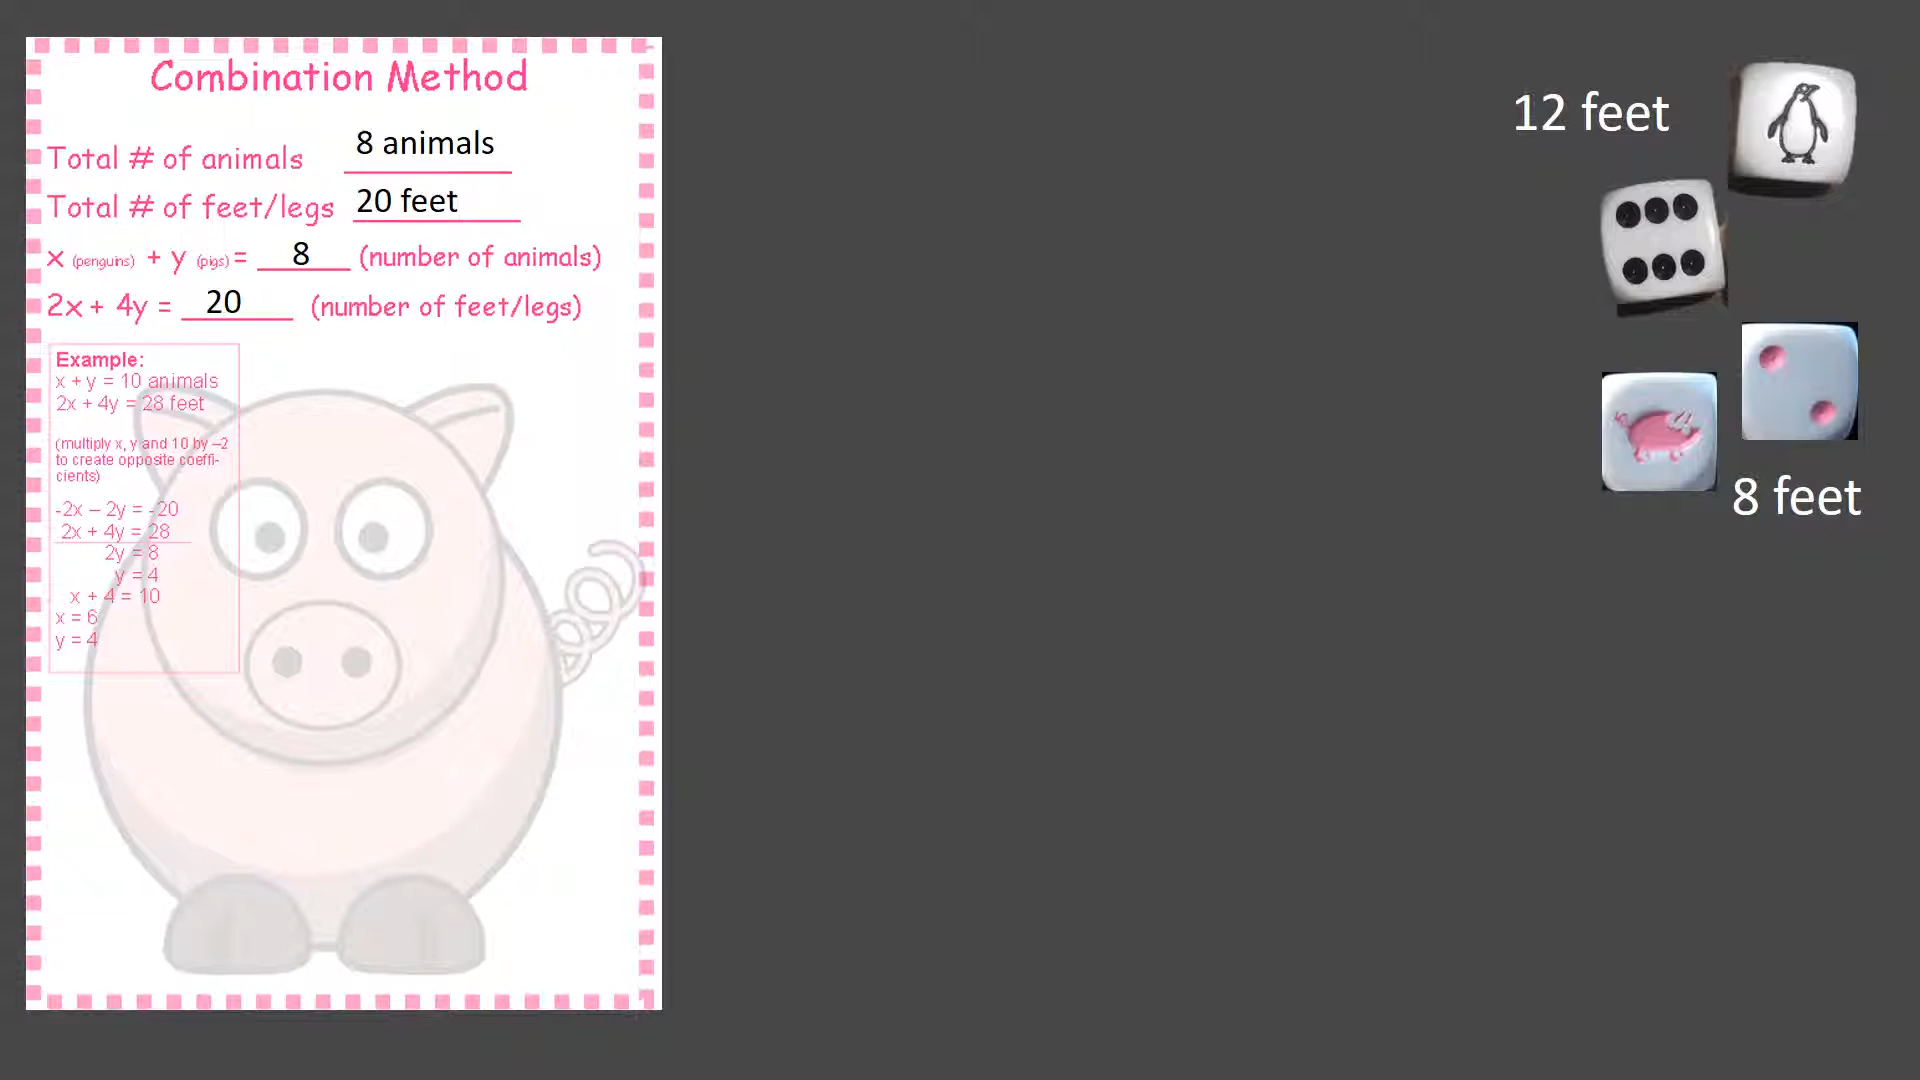 Combination Method
Total # of animals 8 animals
Total # of feet/legs 20 feet
x (penguins) + y (pigs) = 8 (number of animals)
2x + 4y = 20 (number of feet/legs)
Example:
x + y = 10 animals
2x + 4y = 28 feet
(multiply x, y and 10 by –2
to create opposite coeffi-
cients)
-2x – 2y = -20
2x + 4y = 28
2y = 8
y = 4
x + 4 = 10
x = 6
y = 4
12 feet
8 feet